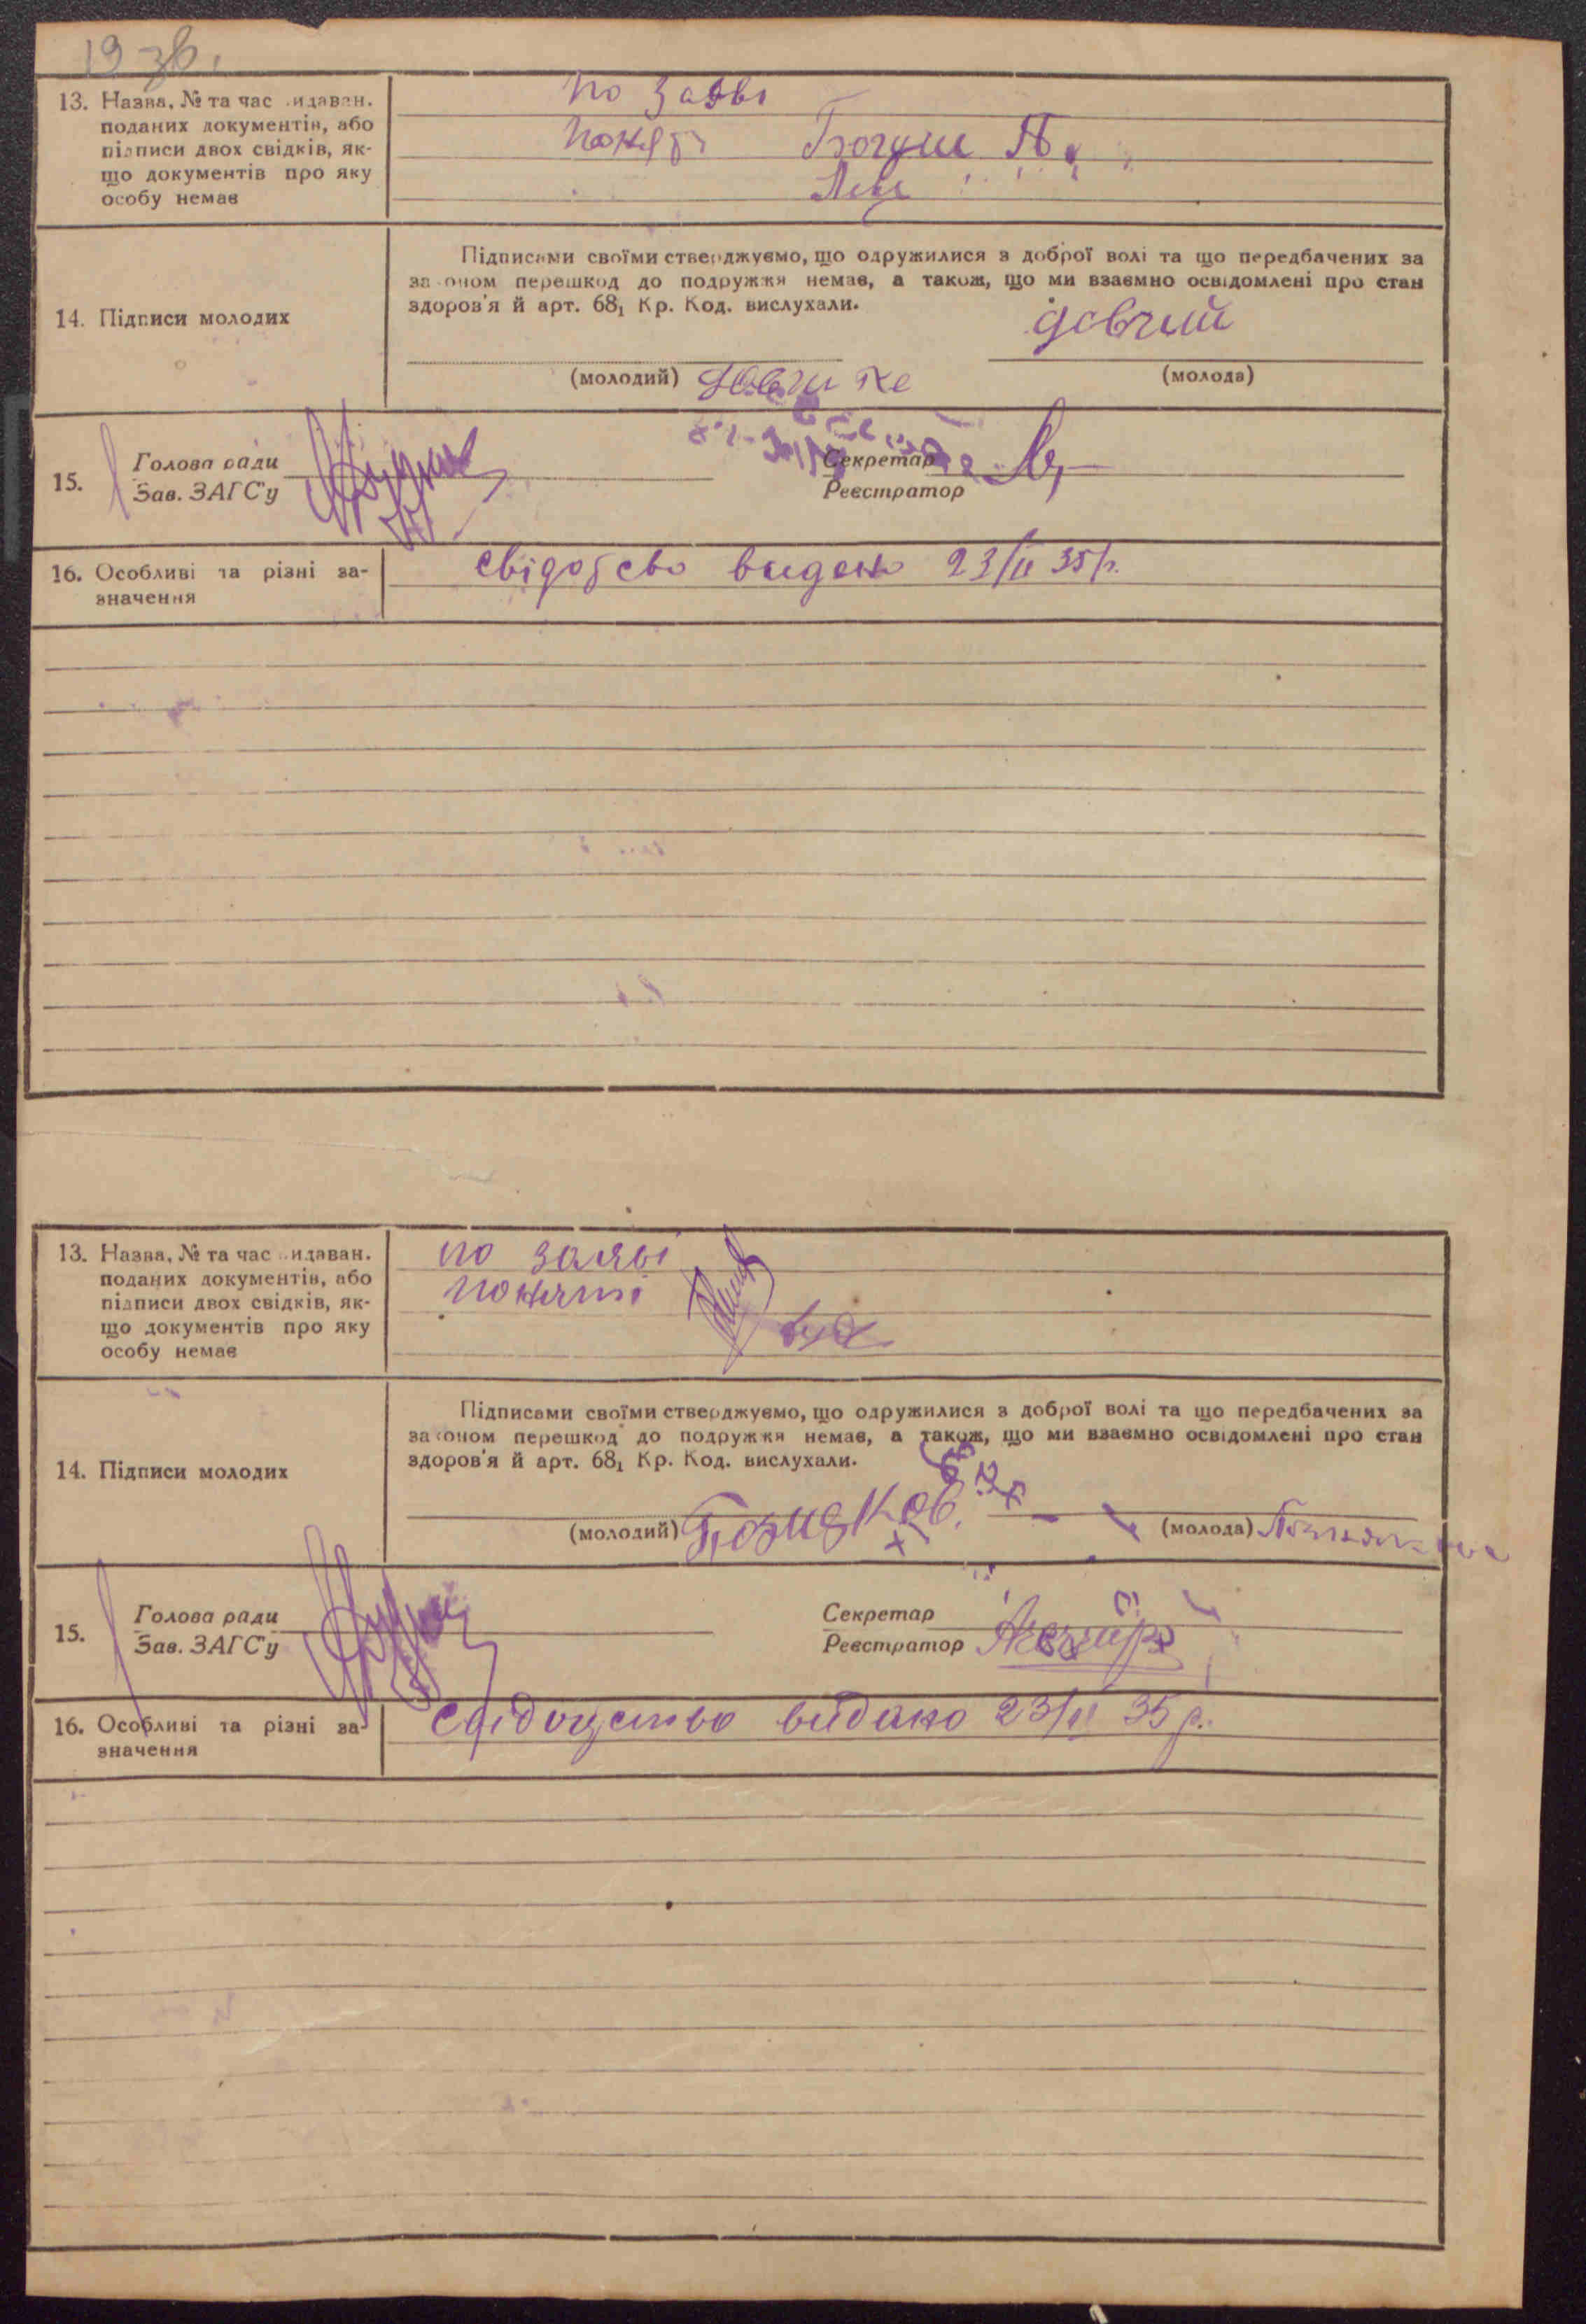 19 зв.
13. Назва, № та час видаван.
поданих документів, або
підписи двох свідків, як-
що документів про яку
особу немає
по заяві
Богуш
14. Підписи молодих
Підписами своїми стверджуємо, що одружилися з доброї волі та що передбачених за
законом перешкод до подружжя немає, а також, що ми взаємно освідомлені про стан
здоров'я й арт. 68₁ Кр. Код. вислухали.
довгий
(молодий)
(молода)
15.
Голова ради
Зав. ЗАГС'у
Секретар
Реєстратор
16. Особливі та різні за-
значення
видено 23/II 35 р.
13. Назва, № та час видаван.
поданих документів, або
підписи двох свідків, як-
що документів про яку
особу немає
по заяві
поняті
14. Підписи молодих
Підписами своїми стверджуємо, що одружилися з доброї волі та що передбачених за
законом перешкод до подружжя немає, а також, що ми взаємно освідомлені про стан
здоров'я й арт. 68₁ Кр. Код. вислухали.
(молодий)
(молода)
15.
Голова ради
Зав. ЗАГС'у
Секретар
Реєстратор
16. Особливі та різні за-
значення
видано 23/II 35 р.